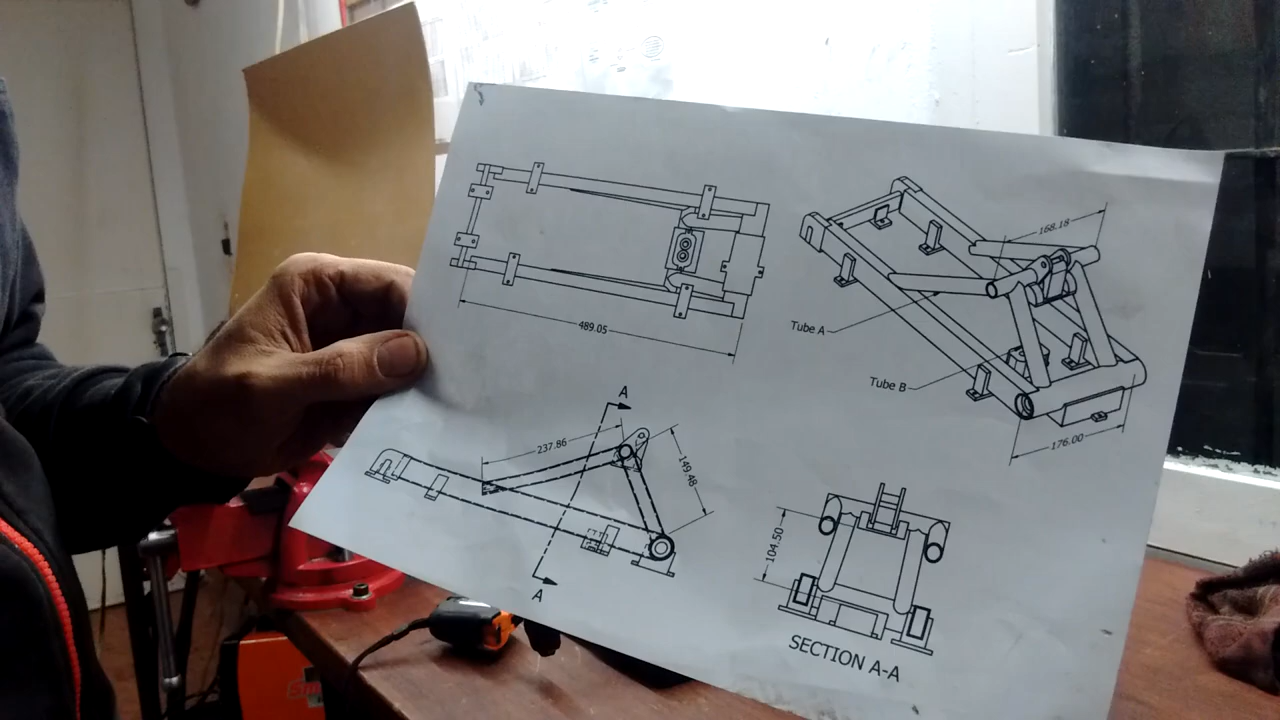 168.18
489.05
Tube A
Tube B
176.00
A
237.86
149.48
A
104.50
SECTION A-A